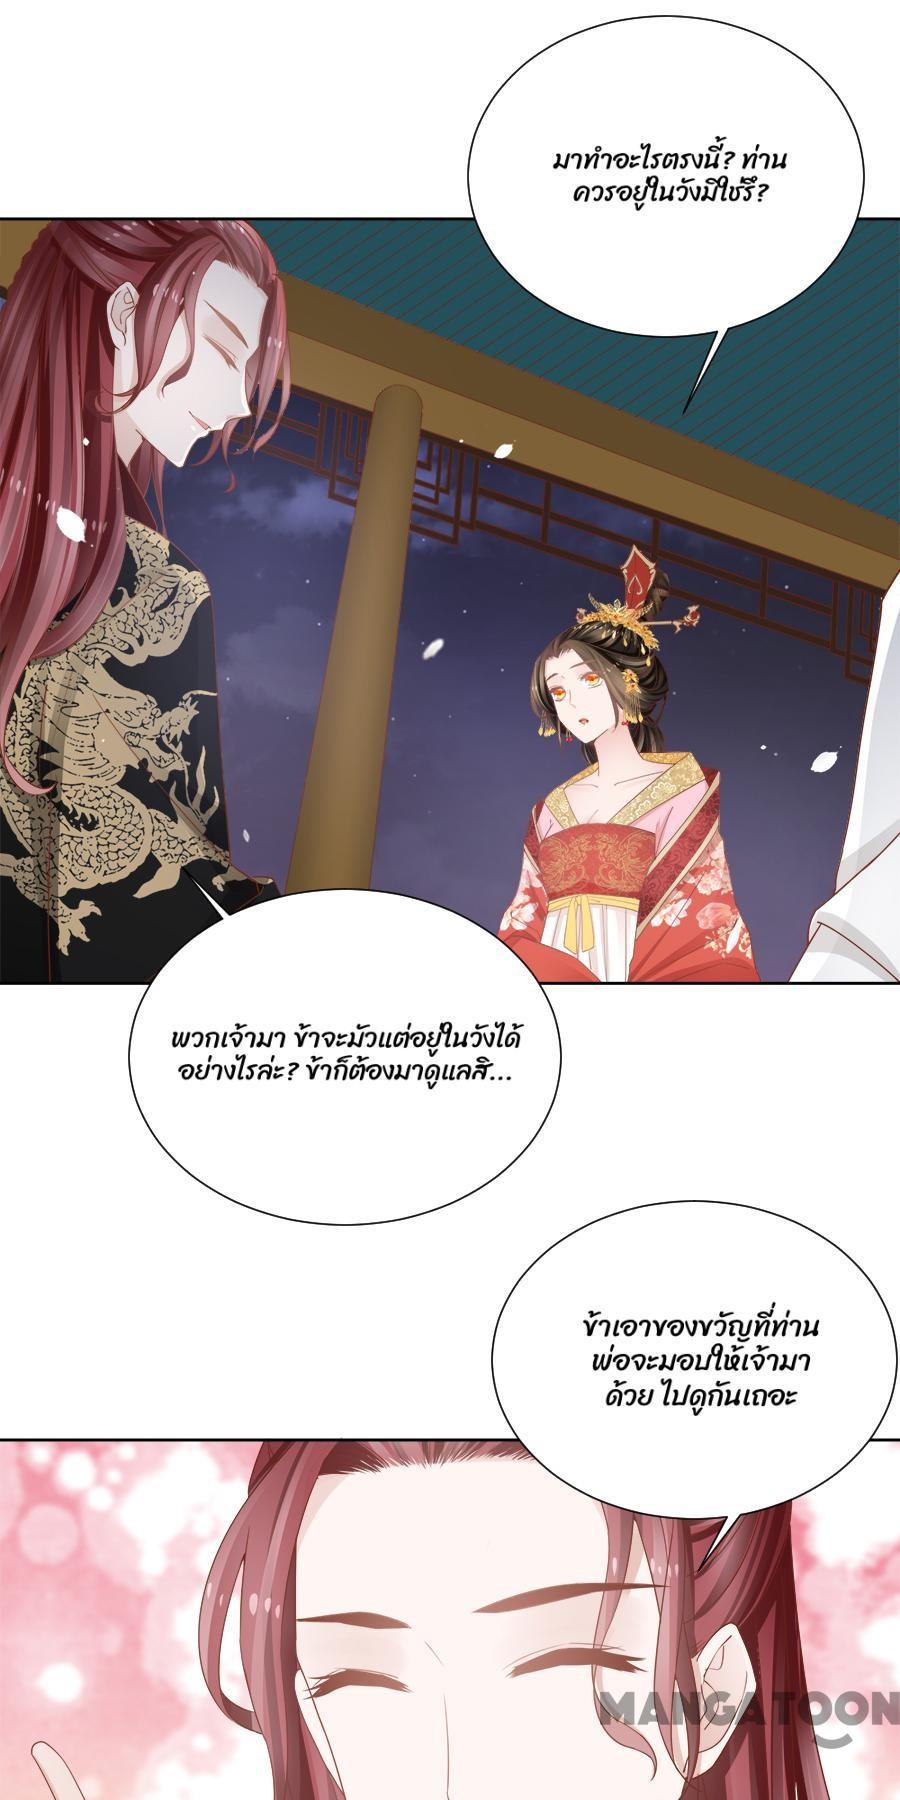 มาทำอะไรตรงนี้? ท่าน
ควรอยู่ในวังมิใช่รึ?
พวกเจ้ามา ข้าจะมัวแต่อยู่ในวังได้
อย่างไรล่ะ? ข้าก็ต้องมาดูแลสิ...
ข้าเอาของขวัญที่ท่าน
พ่อจะมอบให้เจ้ามา
ด้วย ไปดูกันเถอะ
MANGATOON